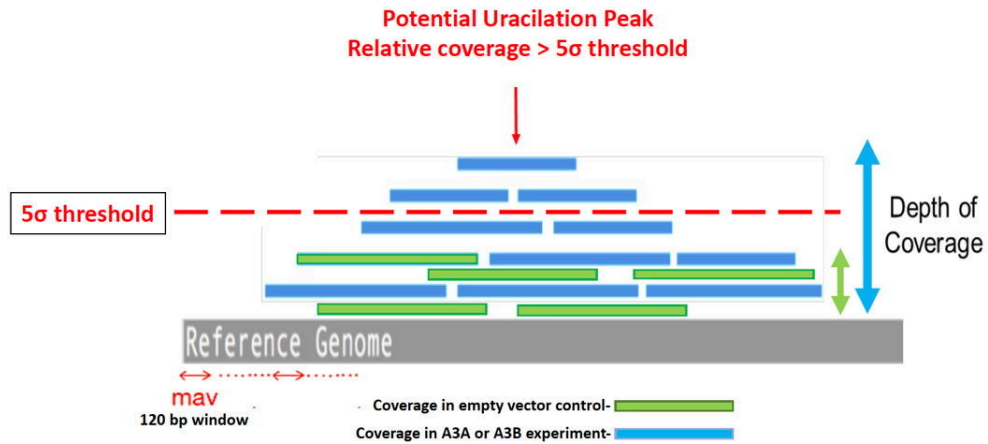 Potential Uracilation Peak
Relative coverage > 5σ threshold
5σ threshold
Depth of
Coverage
Reference Genome
mav
120 bp window
Coverage in empty vector control-
Coverage in A3A or A3B experiment-